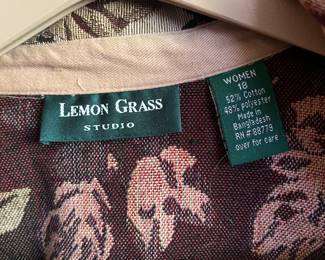 LEMON GRASS
STUDIO
WOMEN
18
52% Cotton
48% polyester
Made in
Bangladesh
RN# 88779
over for care